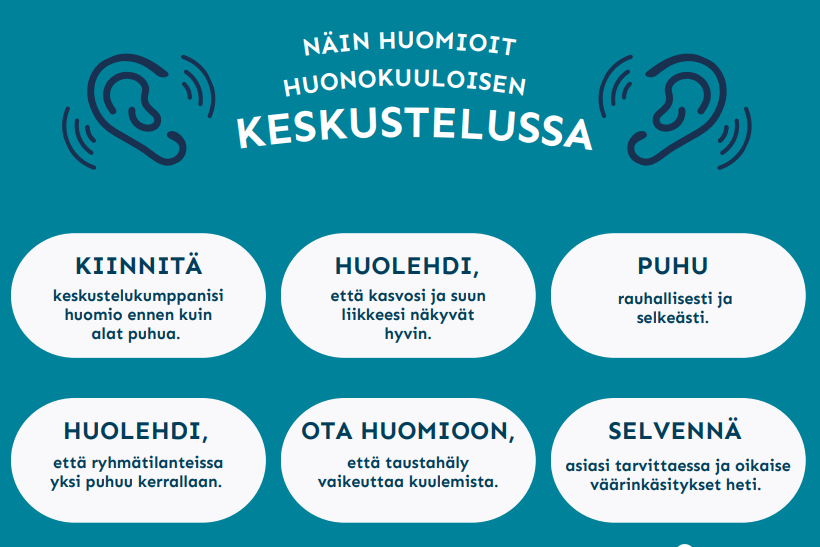 NÄIN HUOMIOIT
HUONOKUULOISEN
KESKUSTELUSSA
KIINNITÄ
keskustelukumppanisi
huomio ennen kuin
alat puhua.
HUOLEHDI,
että kasvosi ja suun
liikkeesi näkyvät
hyvin.
PUHU
rauhallisesti ja
selkeästi.
HUOLEHDI,
että ryhmätilanteissa
yksi puhuu kerrallaan.
OTA HUOMIOON,
että taustahäly
vaikeuttaa kuulemista.
SELVENNÄ
asiasi tarvittaessa ja oikaise
väärinkäsitykset heti.